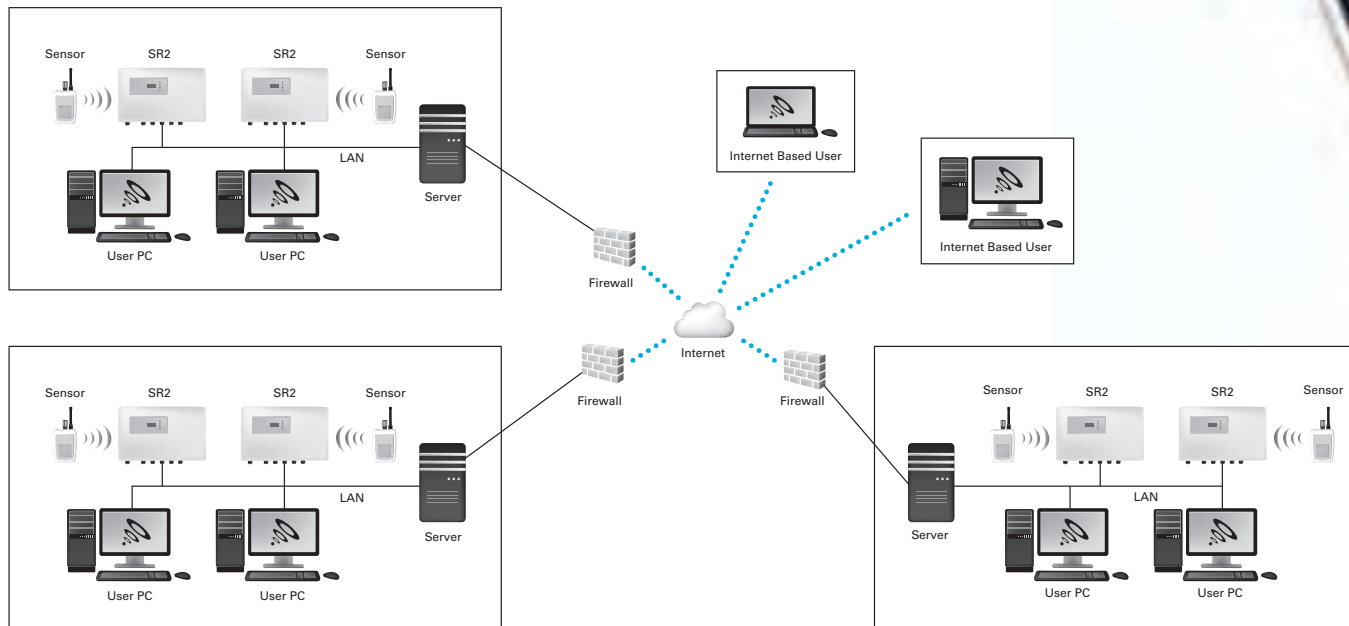 Sensor SR2 SR2 Sensor
LAN
Server
User PC User PC
Firewall
Internet Based User
Internet Based User
Internet
Sensor SR2 SR2 Sensor
LAN
Server
User PC User PC
Firewall
Firewall
Sensor SR2 SR2 Sensor
LAN
Server
User PC User PC